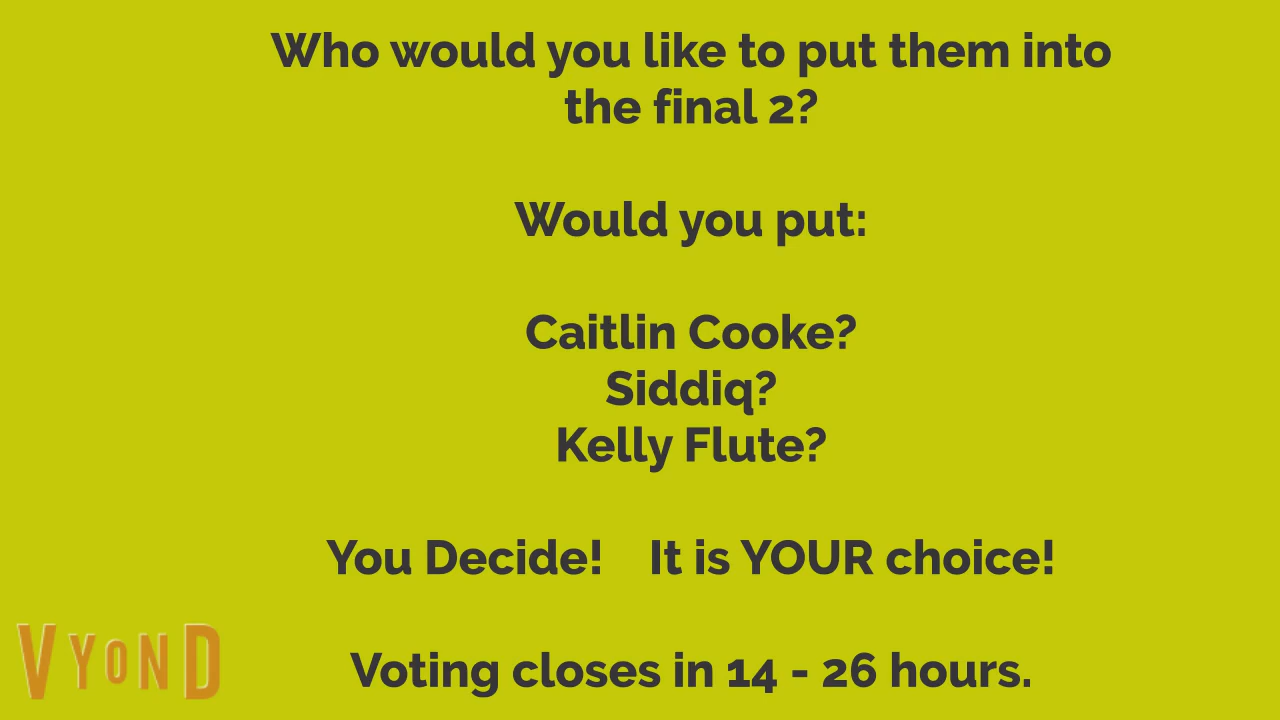 Who would you like to put them into
the final 2?
Would you put:
Caitlin Cooke?
Siddiq?
Kelly Flute?
You Decide! It is YOUR choice!
VYOND
Voting closes in 14 - 26 hours.